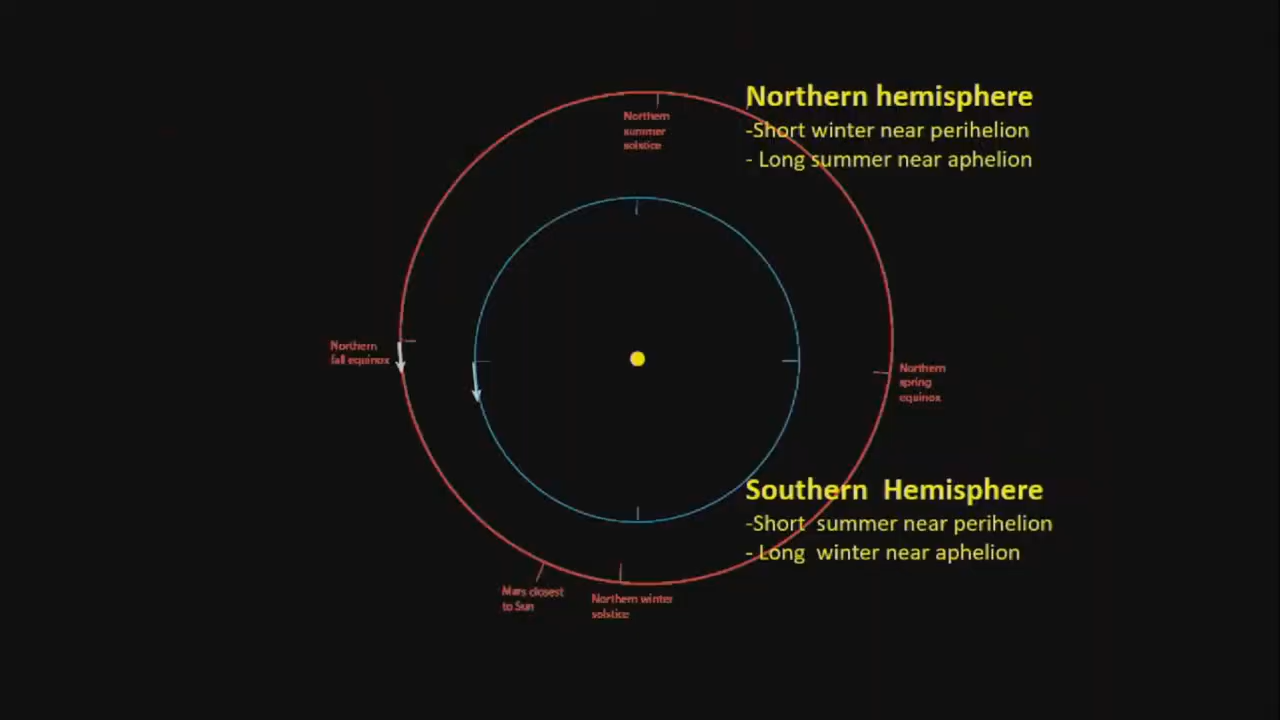 Northern hemisphere
-Short winter near perihelion
- Long summer near aphelion
Northern
summer
solstice
Northern
fall equinox
Northern
spring
equinox
Southern  Hemisphere
-Short  summer near perihelion
- Long  winter near aphelion
Mars closest
to Sun
Northern winter
solstice